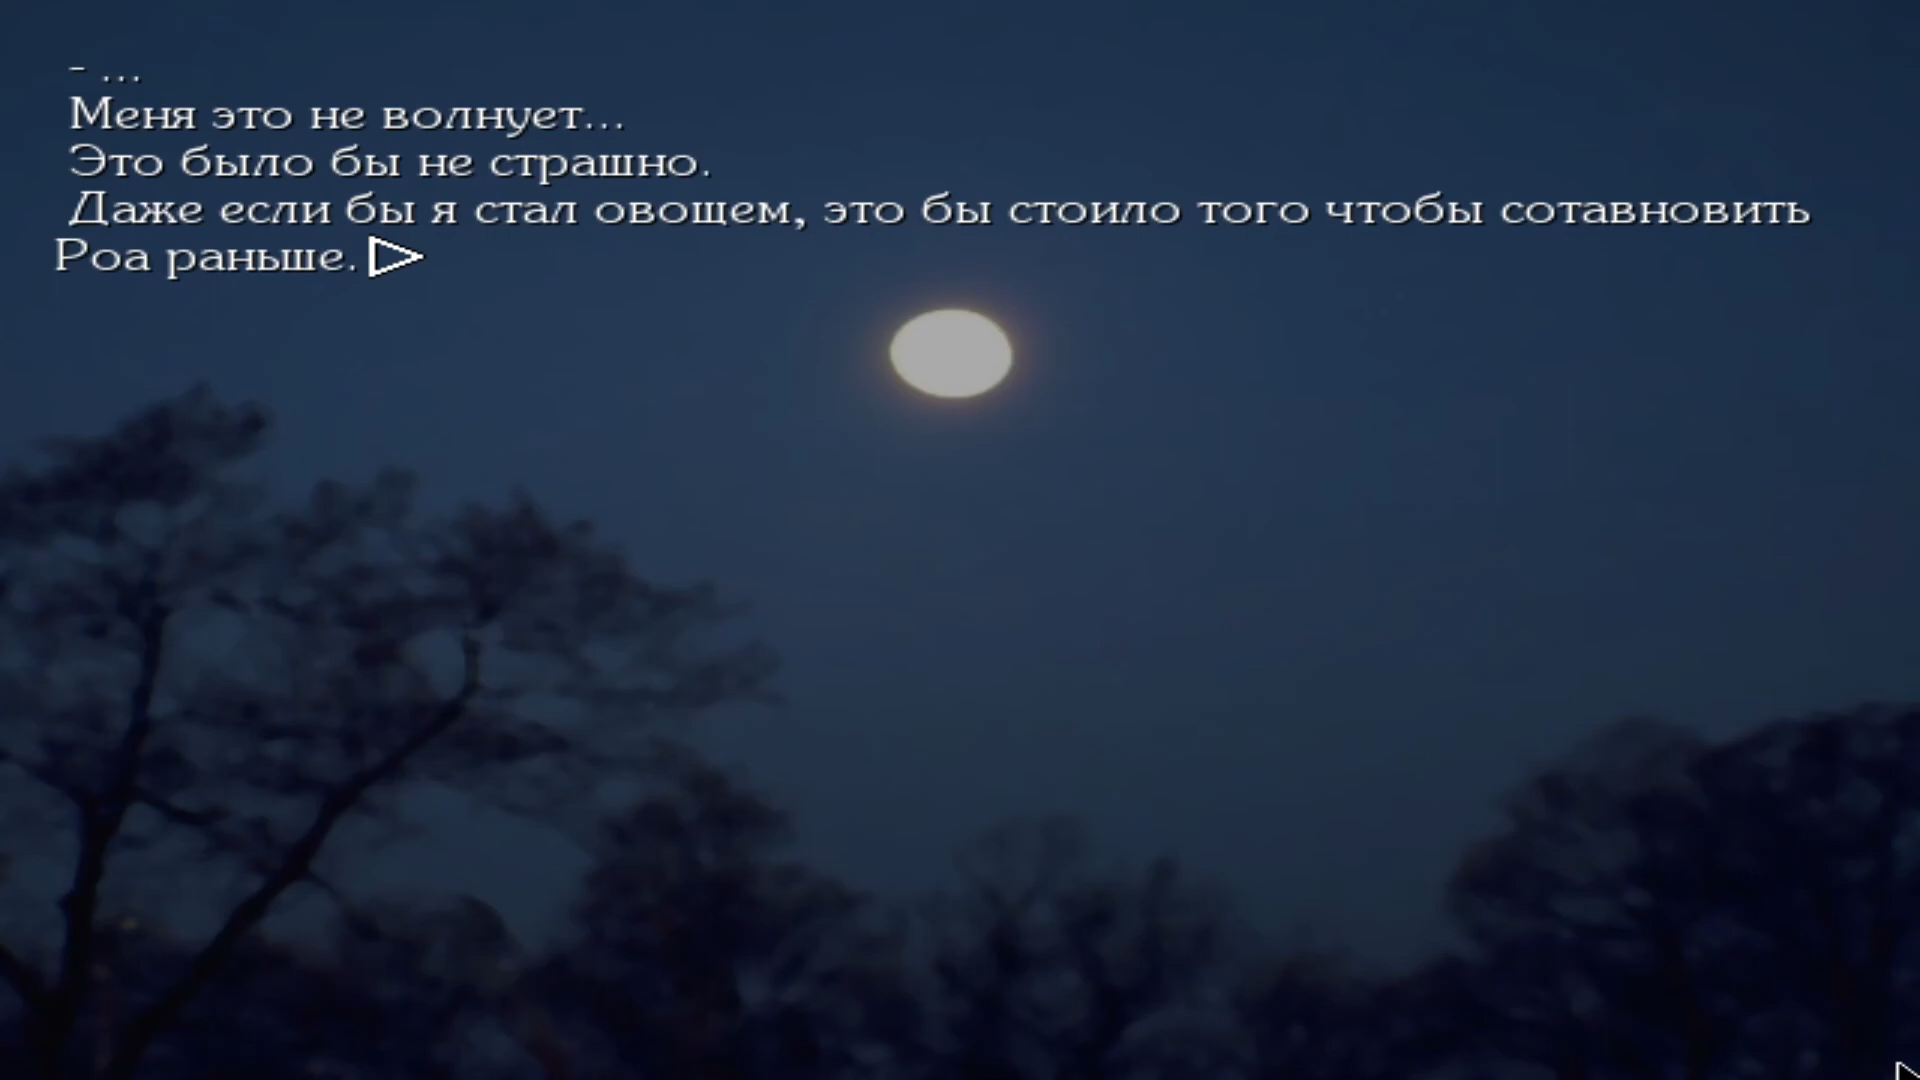 - ...
Меня это не волнует...
Это было бы не страшно.
Даже если бы я стал овощем, это бы стоило того чтобы сотавновить
Роа раньше.